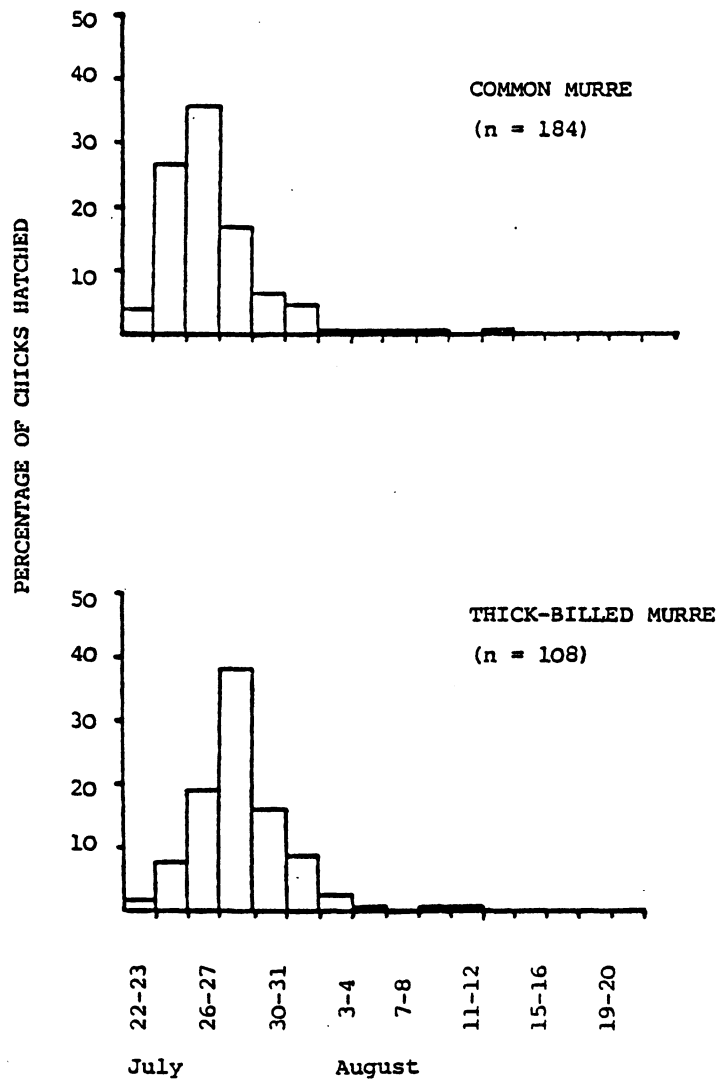 50
40
30
20
10
COMMON MURRE
(n = 184)
PERCENTAGE OF CHICKS HATCHED
50
40
30
20
10
THICK-BILLED MURRE
(n = 108)
22-23
26-27
30-31
3-4
7-8
11-12
15-16
19-20
July
August